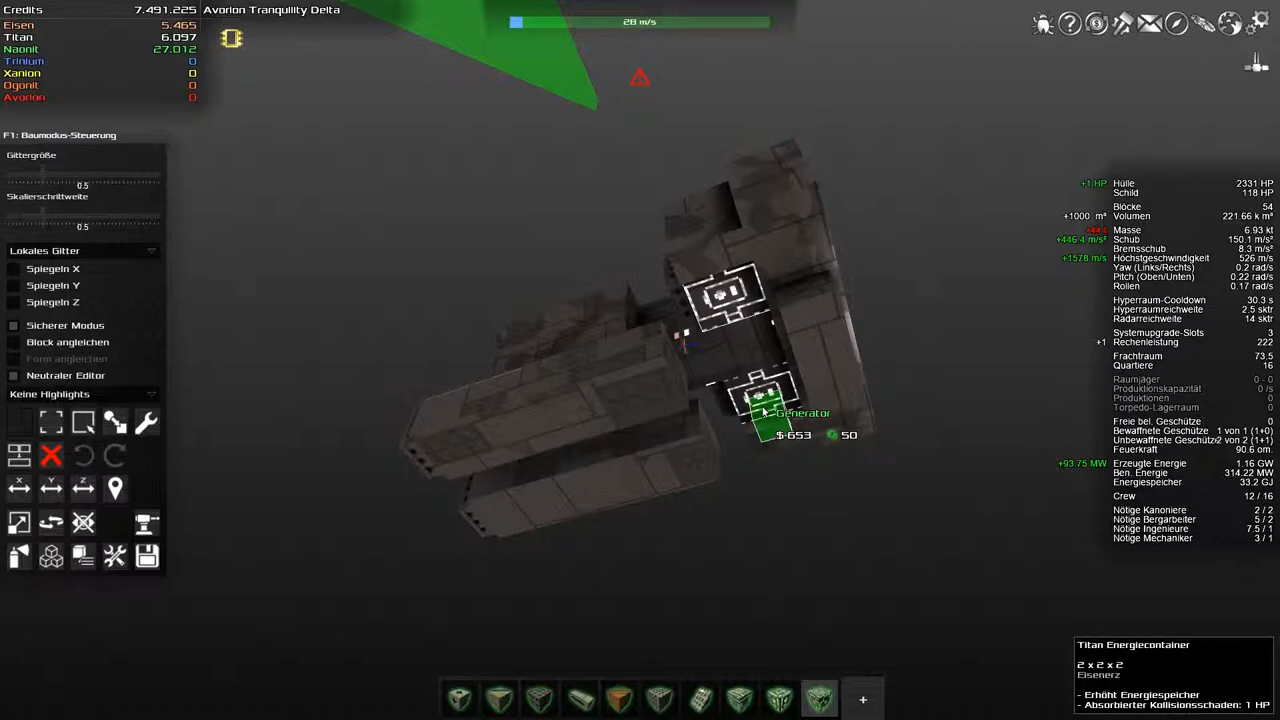 Credits 7.491.225 Avorion Tranquility Delta
Eisen 5.465
Titan 6.097
Naonit 27.012
Trinium 0
Xanion 0
Ogonit 0
Avorion 0
28 m/s
F1: Baumodus-Steuerung
Gittergröße
0.5
Skalierschrittweite
0.5
Lokales Gitter
Spiegeln X
Spiegeln Y
Spiegeln Z
Sicherer Modus
Block angleichen
Form angleichen
Neutraler Editor
Keine Highlights
X Y Z
Generator
$ 653 50
+1 HP Hülle 2331 HP
Schild 118 HP
Blöcke 54
+1000 m³ Volumen 221.66 k m³
Masse 6.93 kt
+446.4 m/s² Schub 150.1 m/s²
Bremsschub 8.3 m/s²
+1578 m/s Höchstgeschwindigkeit 526 m/s
Yaw (Links/Rechts) 0.2 rad/s
Pitch (Oben/Unten) 0.22 rad/s
Rollen 0.17 rad/s
Hyperraum-Cooldown 30.3 s
Hyperraumreichweite 2.5 sktr
Radarreichweite 14 sktr
Systemupgrade-Slots 3
+1 Rechenleistung 222
Frachtraum 73.5
Quartiere 16
Raumjäger 0 - 0
Produktionskapazität 0 / s
Produktionen 0
Torpedo-Lagerraum 0
Freie bel. Geschütze 0
Bewaffnete Geschütze 1 von 1 (1+0)
Unbewaffnete Geschütze 2 von 2 (1+1)
Feuerkraft 90.6 om.
+93.75 MW Erzeugte Energie 1.16 GW
Ben. Energie 314.22 MW
Energiespeicher 33.2 GJ
Crew 12 / 16
Nötige Kanoniere 2 / 2
Nötige Bergarbeiter 5 / 2
Nötige Ingenieure 7.5 / 1
Nötige Mechaniker 3 / 1
Titan Energiecontainer
2 x 2 x 2
Eisenerz
- Erhöht Energiespeicher
- Absorbierter Kollisionsschaden: 1 HP
+